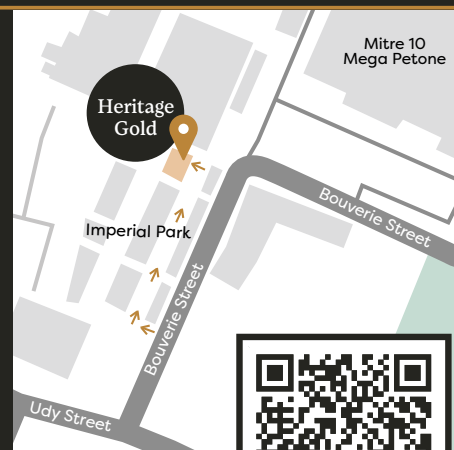 Mitre 10
Mega Petone
Heritage
Gold
Bouverie Street
Imperial Park
Bouverie Street
Udy Street